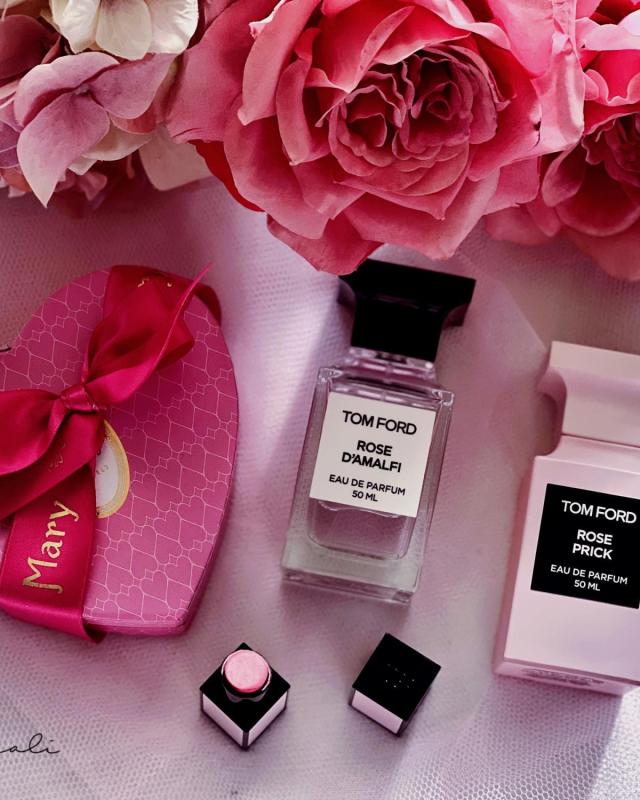 TOM FORD
ROSE
D'AMALFI
EAU DE PARFUM
50 ML
TOM FORD
ROSE
PRICK
EAU DE PARFUM
50 ML
Mary
ali